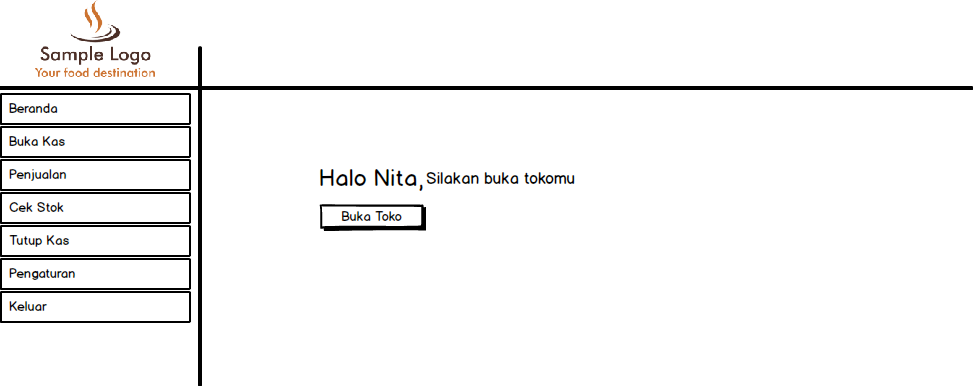 Sample Logo
Your food destination
Beranda
Buka Kas
Penjualan
Cek Stok
Tutup Kas
Pengaturan
Keluar
Halo Nita, Silakan buka tokomu
Buka Toko